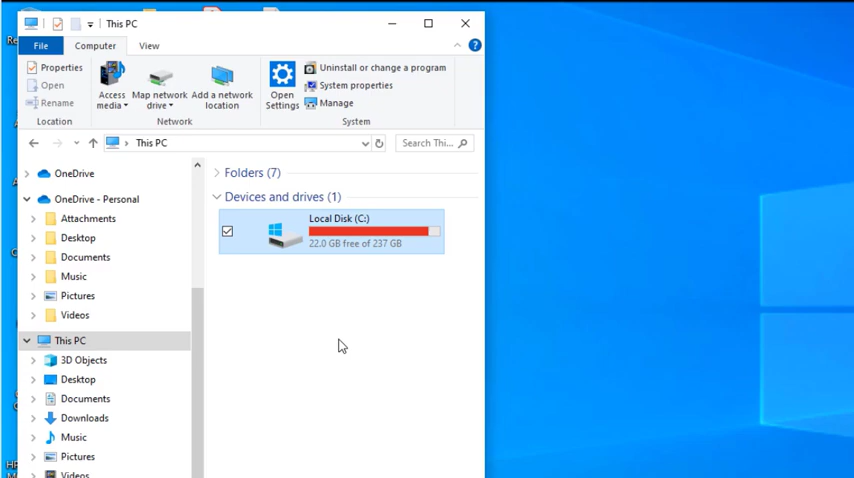 This PC
File Computer View
Properties
Open
Rename
Location
Access media
Map network drive
Add a network location
Network
Open Settings
Uninstall or change a program
System properties
Manage
System
This PC
Search Thi...
OneDrive
OneDrive - Personal
Attachments
Desktop
Documents
Music
Pictures
Videos
This PC
3D Objects
Desktop
Documents
Downloads
Music
Pictures
Videos
Folders (7)
Devices and drives (1)
Local Disk (C:)
22.0 GB free of 237 GB